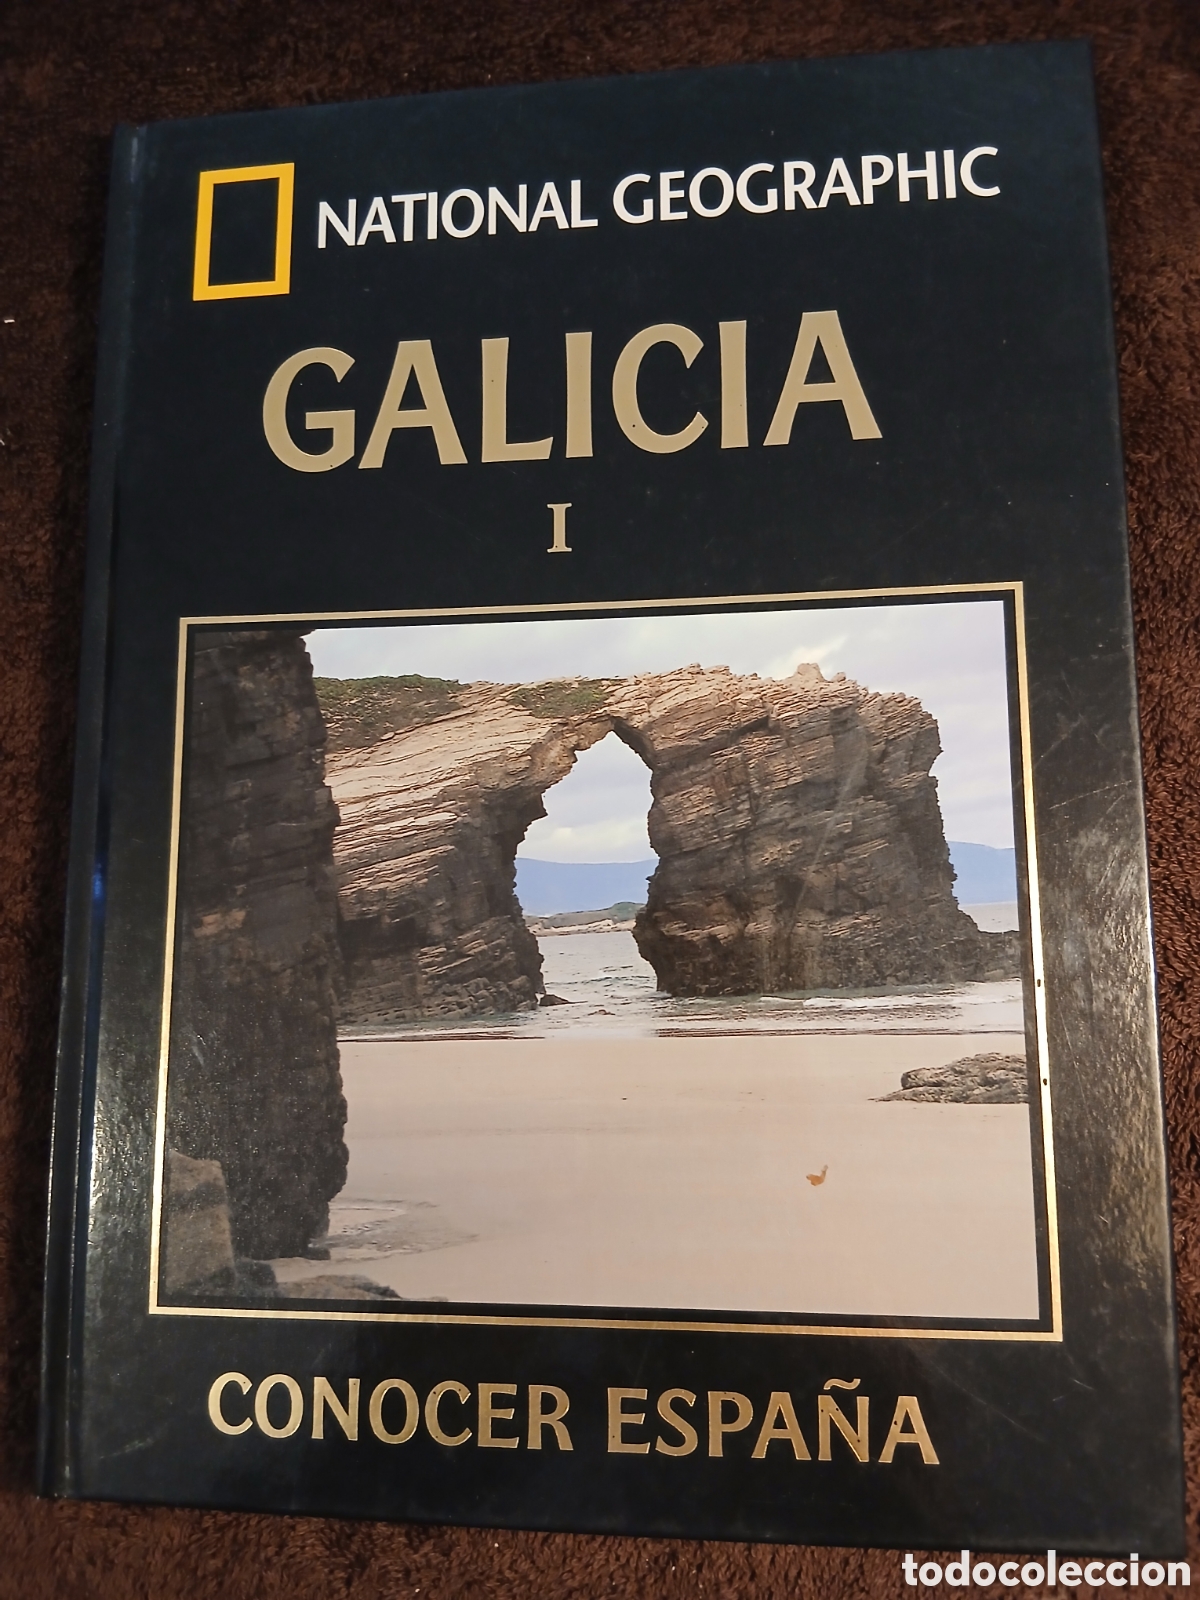 NATIONAL GEOGRAPHIC
GALICIA
I
CONOCER ESPAÑA
todocoleccion